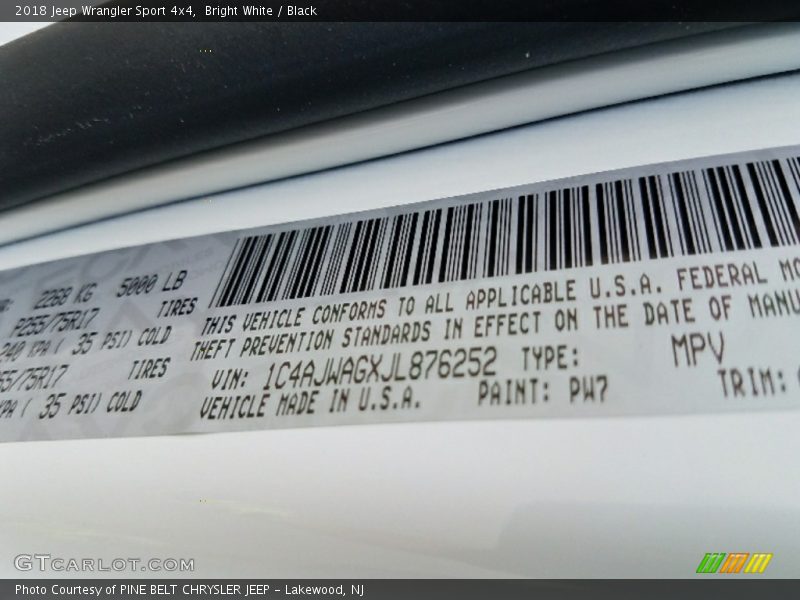 2018 Jeep Wrangler Sport 4x4, Bright White / Black
2268 KG 5000 LB
P255/75R17 TIRES
240 KPA ( 35 PSI) COLD
55/75R17 TIRES
KPA ( 35 PSI) COLD
THIS VEHICLE CONFORMS TO ALL APPLICABLE U.S.A. FEDERAL MO
THEFT PREVENTION STANDARDS IN EFFECT ON THE DATE OF MANU
VIN: 1C4AJWAGXJL876252 TYPE: MPV
VEHICLE MADE IN U.S.A. PAINT: PW7 TRIM:
GTCARLOT.COM
Photo Courtesy of PINE BELT CHRYSLER JEEP – Lakewood, NJ